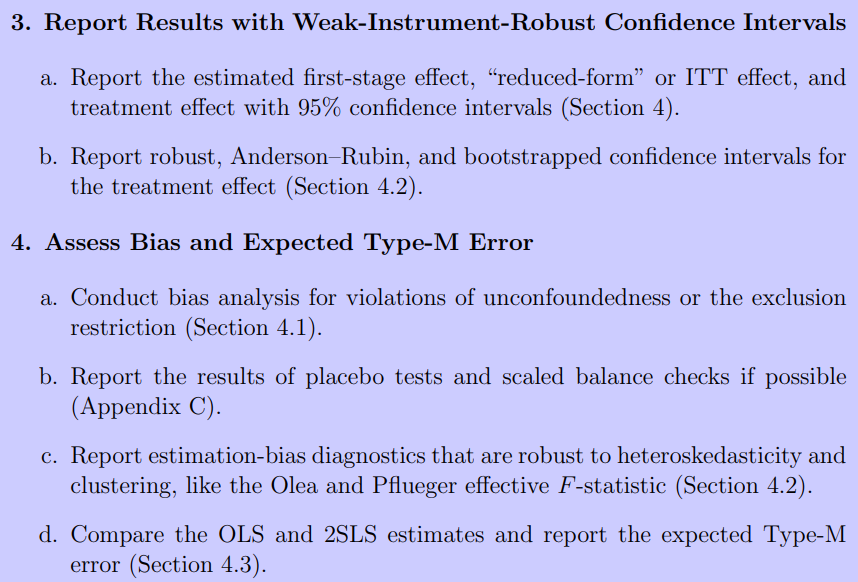 3. Report Results with Weak-Instrument-Robust Confidence Intervals
a. Report the estimated first-stage effect, “reduced-form” or ITT effect, and
treatment effect with 95% confidence intervals (Section 4).
b. Report robust, Anderson–Rubin, and bootstrapped confidence intervals for
the treatment effect (Section 4.2).
4. Assess Bias and Expected Type-M Error
a. Conduct bias analysis for violations of unconfoundedness or the exclusion
restriction (Section 4.1).
b. Report the results of placebo tests and scaled balance checks if possible
(Appendix C).
c. Report estimation-bias diagnostics that are robust to heteroskedasticity and
clustering, like the Olea and Pflueger effective F-statistic (Section 4.2).
d. Compare the OLS and 2SLS estimates and report the expected Type-M
error (Section 4.3).